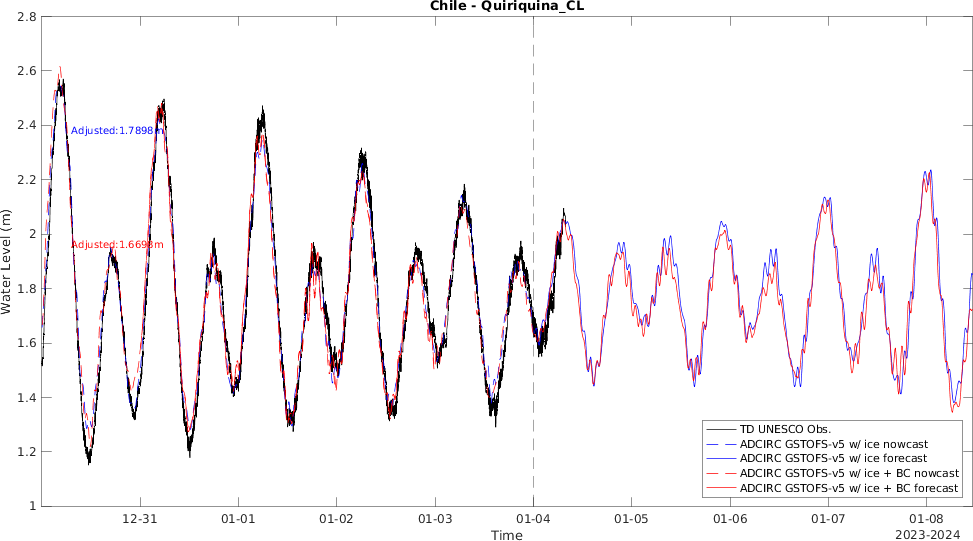 Chile - Quiriquina_CL
2.8
2.6
2.4
2.2
2
1.8
1.6
1.4
1.2
1
Water Level (m)
Adjusted:1.7898m
Adjusted:1.6698m
TD UNESCO Obs.
ADCIRC GSTOFS-v5 w/ ice nowcast
ADCIRC GSTOFS-v5 w/ ice forecast
ADCIRC GSTOFS-v5 w/ ice + BC nowcast
ADCIRC GSTOFS-v5 w/ ice + BC forecast
12-31 01-01 01-02 01-03 01-04 01-05 01-06 01-07 01-08
Time
2023-2024